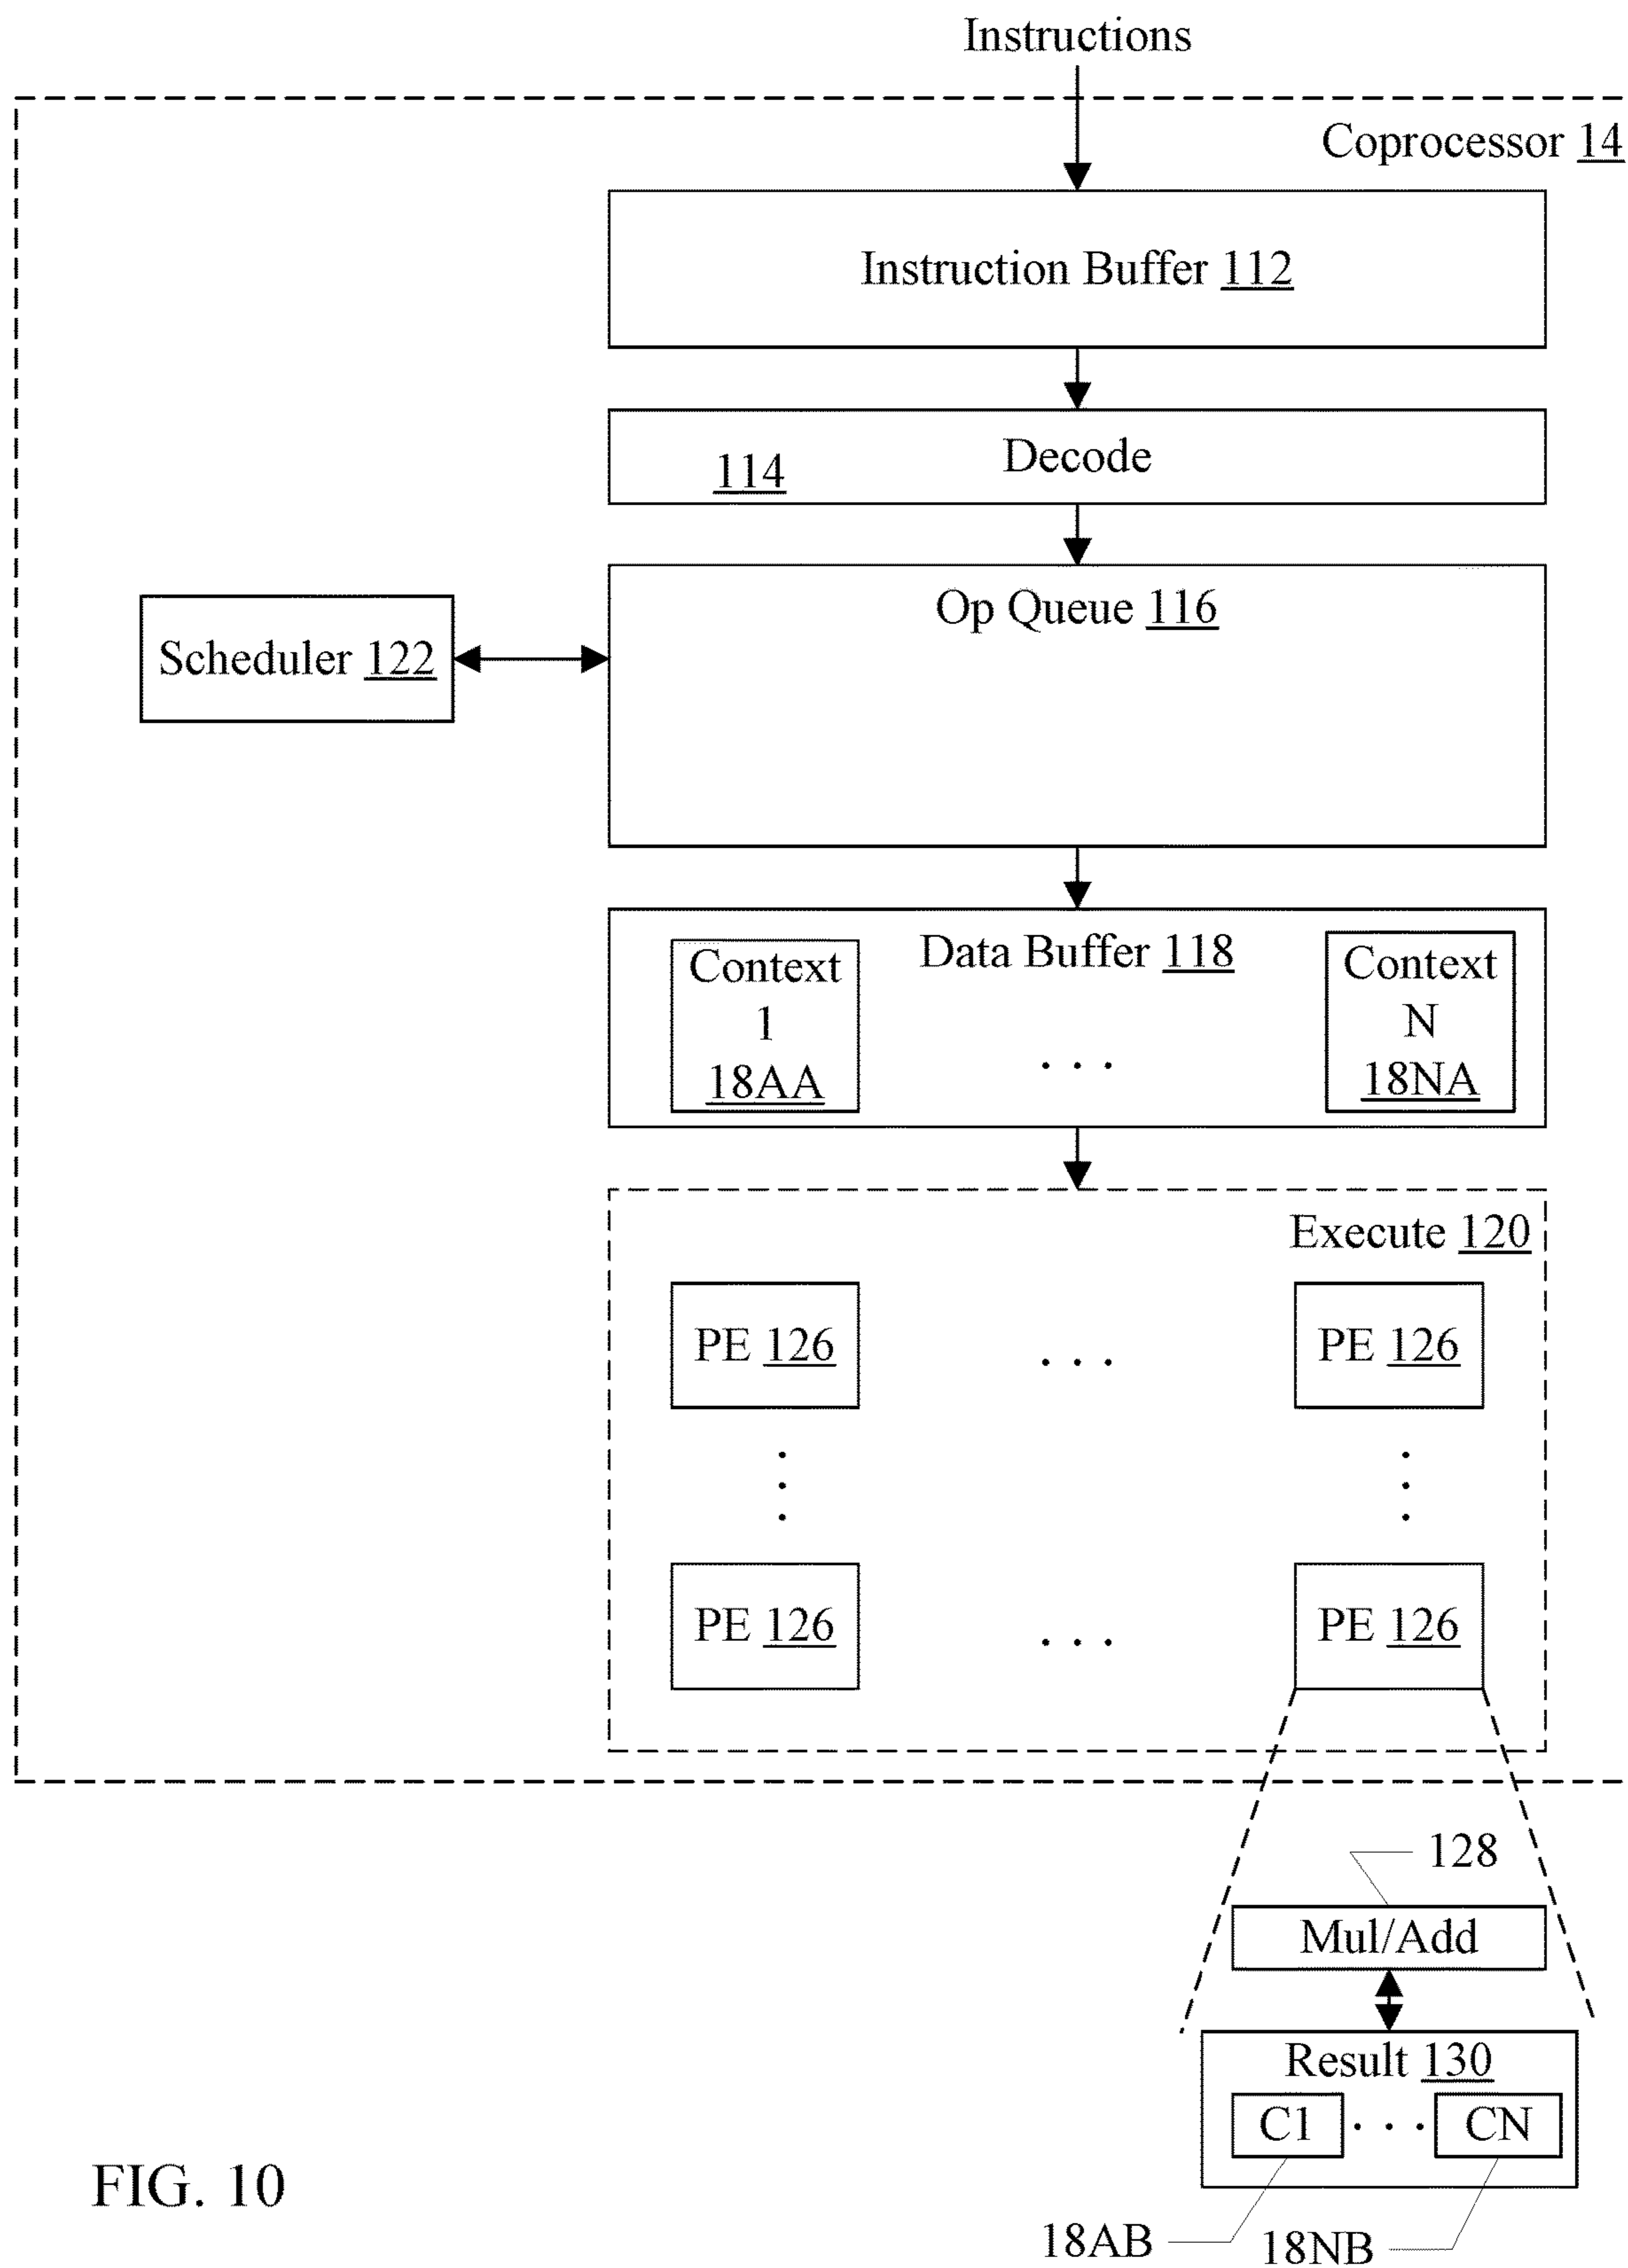 Instructions
Coprocessor 14
Instruction Buffer 112
Decode
114
Op Queue 116
Scheduler 122
Data Buffer 118
Context
1
18AA
. . .
Context
N
18NA
Execute 120
PE 126
. . .
PE 126
PE 126
. . .
PE 126
128
Mul/Add
Result 130
C1 . . . CN
18AB
18NB
FIG. 10